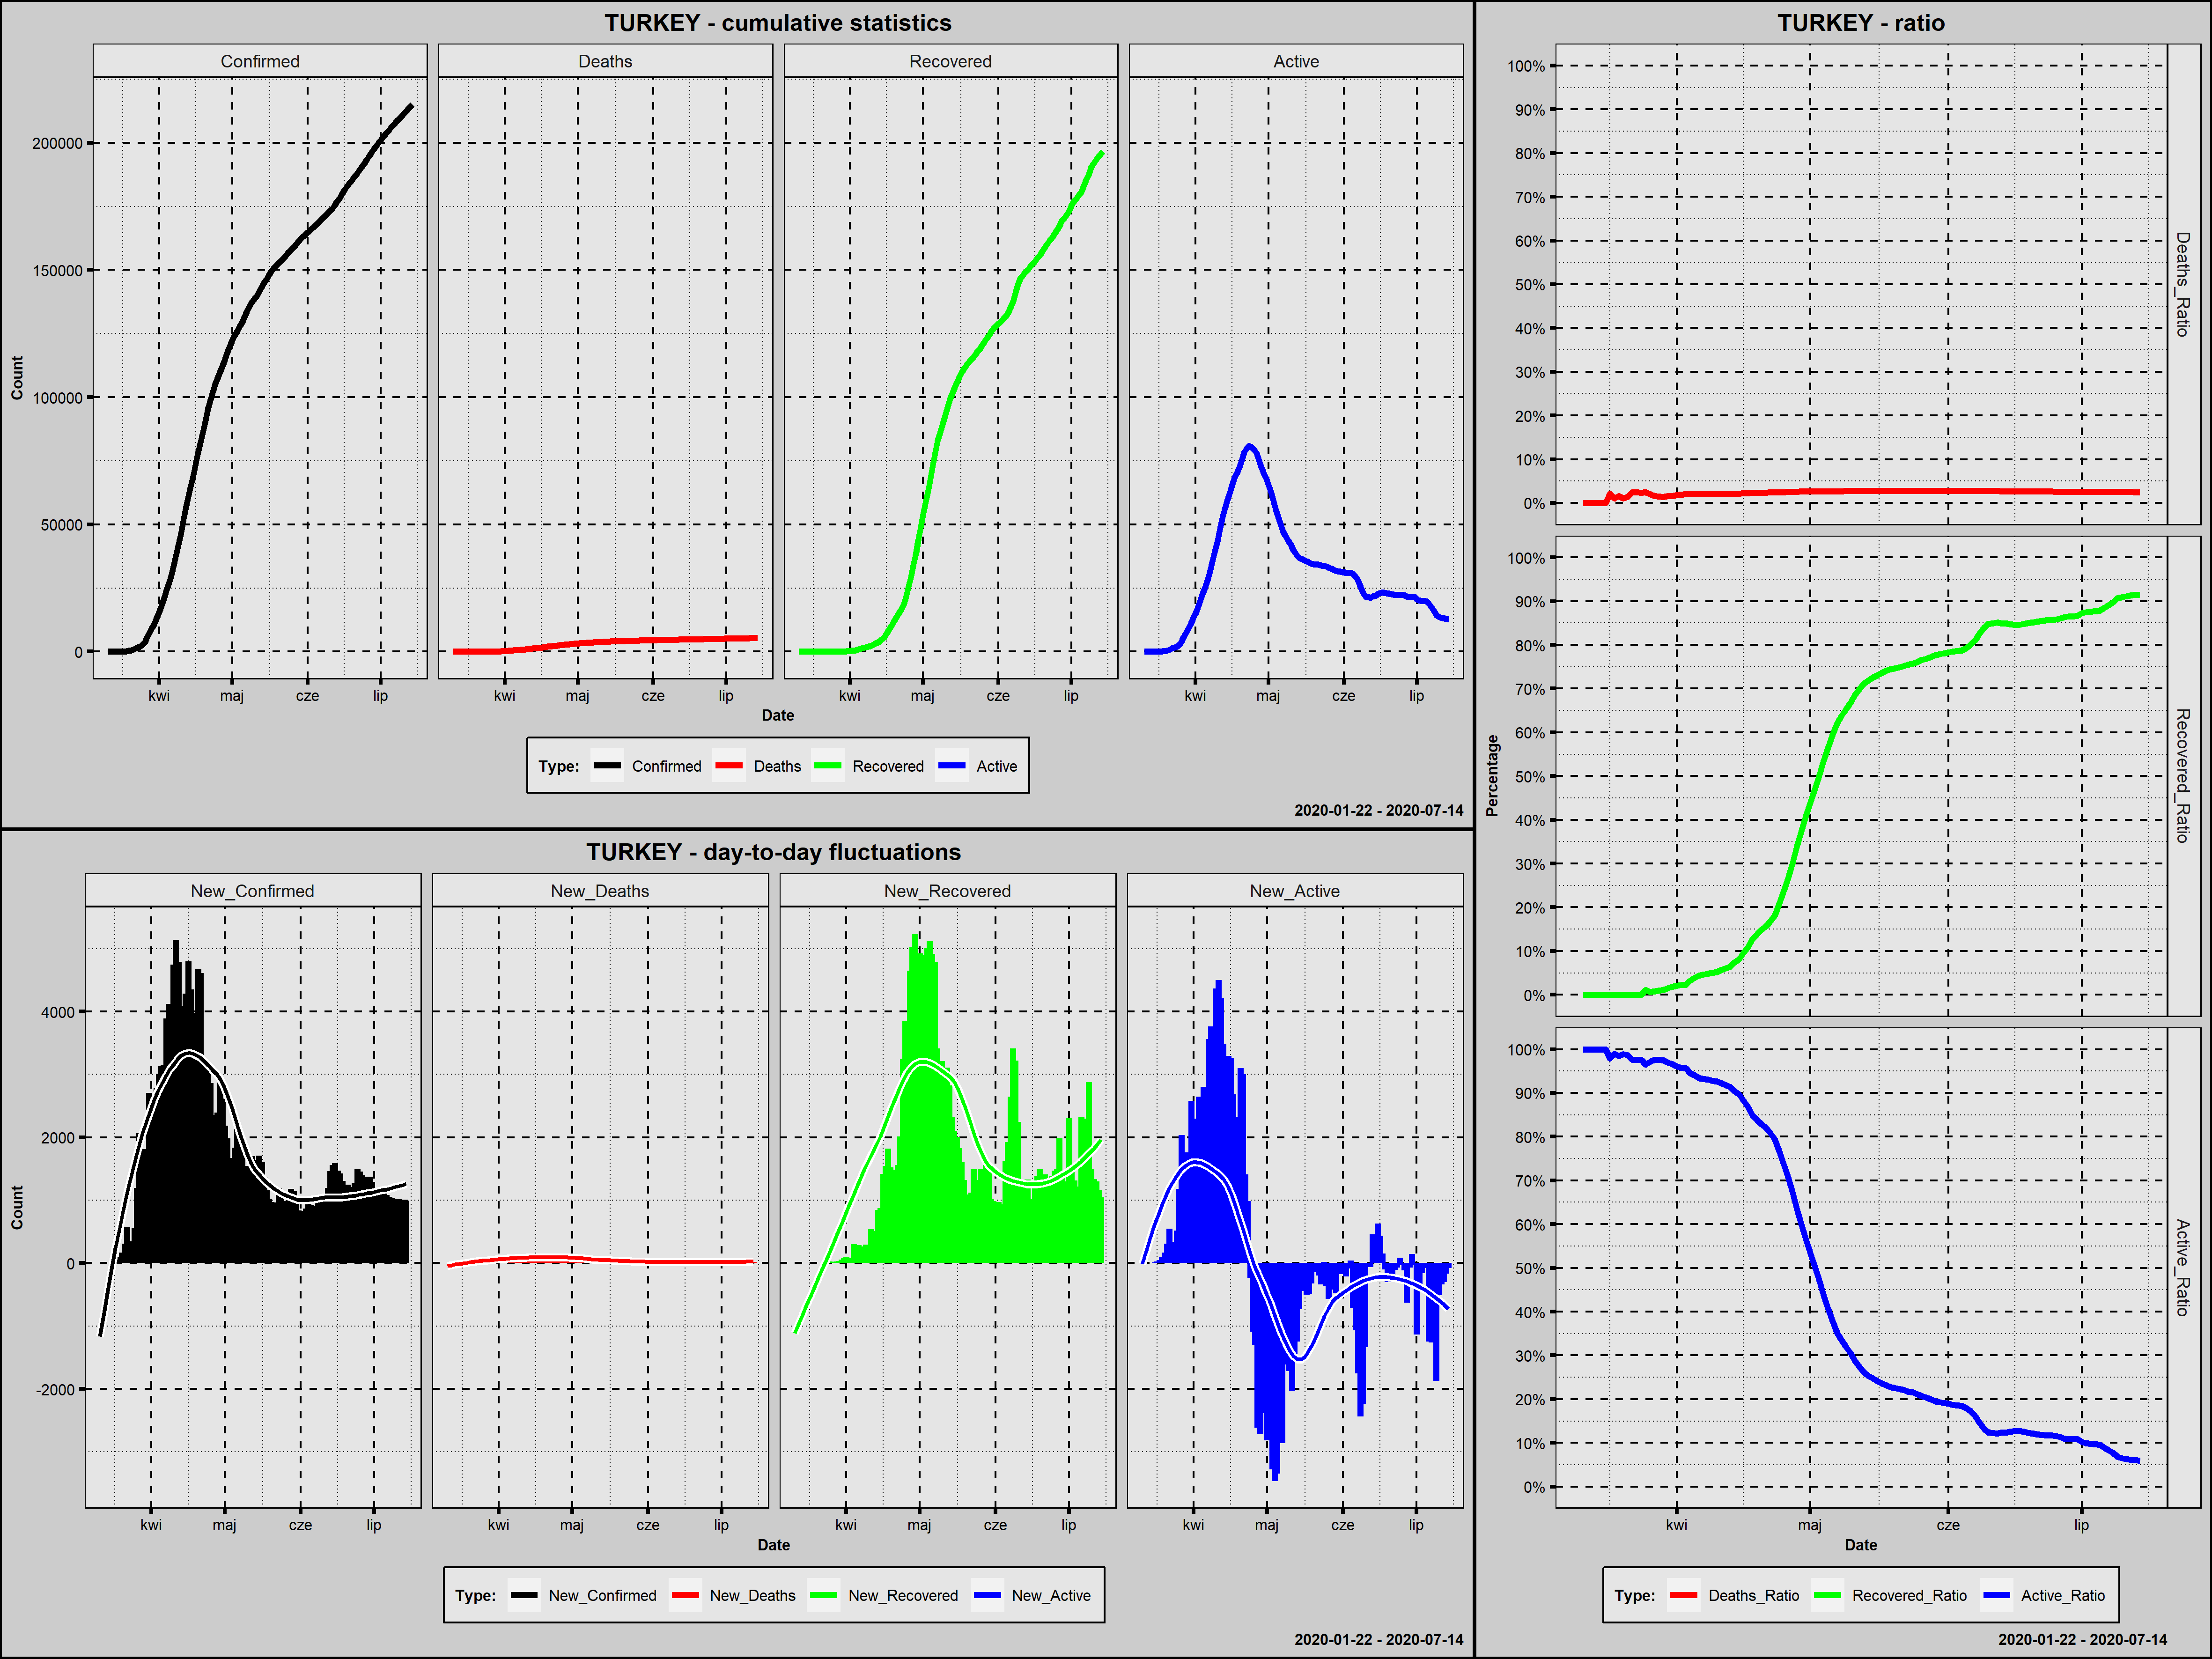 TURKEY - cumulative statistics
Confirmed Deaths Recovered Active
Count
200000
150000
100000
50000
0
kwi maj cze lip kwi maj cze lip kwi maj cze lip kwi maj cze lip
Date
Type: Confirmed Deaths Recovered Active
2020-01-22 - 2020-07-14
TURKEY - day-to-day fluctuations
New_Confirmed New_Deaths New_Recovered New_Active
Count
4000
2000
0
-2000
kwi maj cze lip kwi maj cze lip kwi maj cze lip kwi maj cze lip
Date
Type: New_Confirmed New_Deaths New_Recovered New_Active
2020-01-22 - 2020-07-14
TURKEY - ratio
Percentage
100%
90%
80%
70%
60%
50%
40%
30%
20%
10%
0%
Deaths_Ratio
100%
90%
80%
70%
60%
50%
40%
30%
20%
10%
0%
Recovered_Ratio
100%
90%
80%
70%
60%
50%
40%
30%
20%
10%
0%
Active_Ratio
kwi maj cze lip
Date
Type: Deaths_Ratio Recovered_Ratio Active_Ratio
2020-01-22 - 2020-07-14